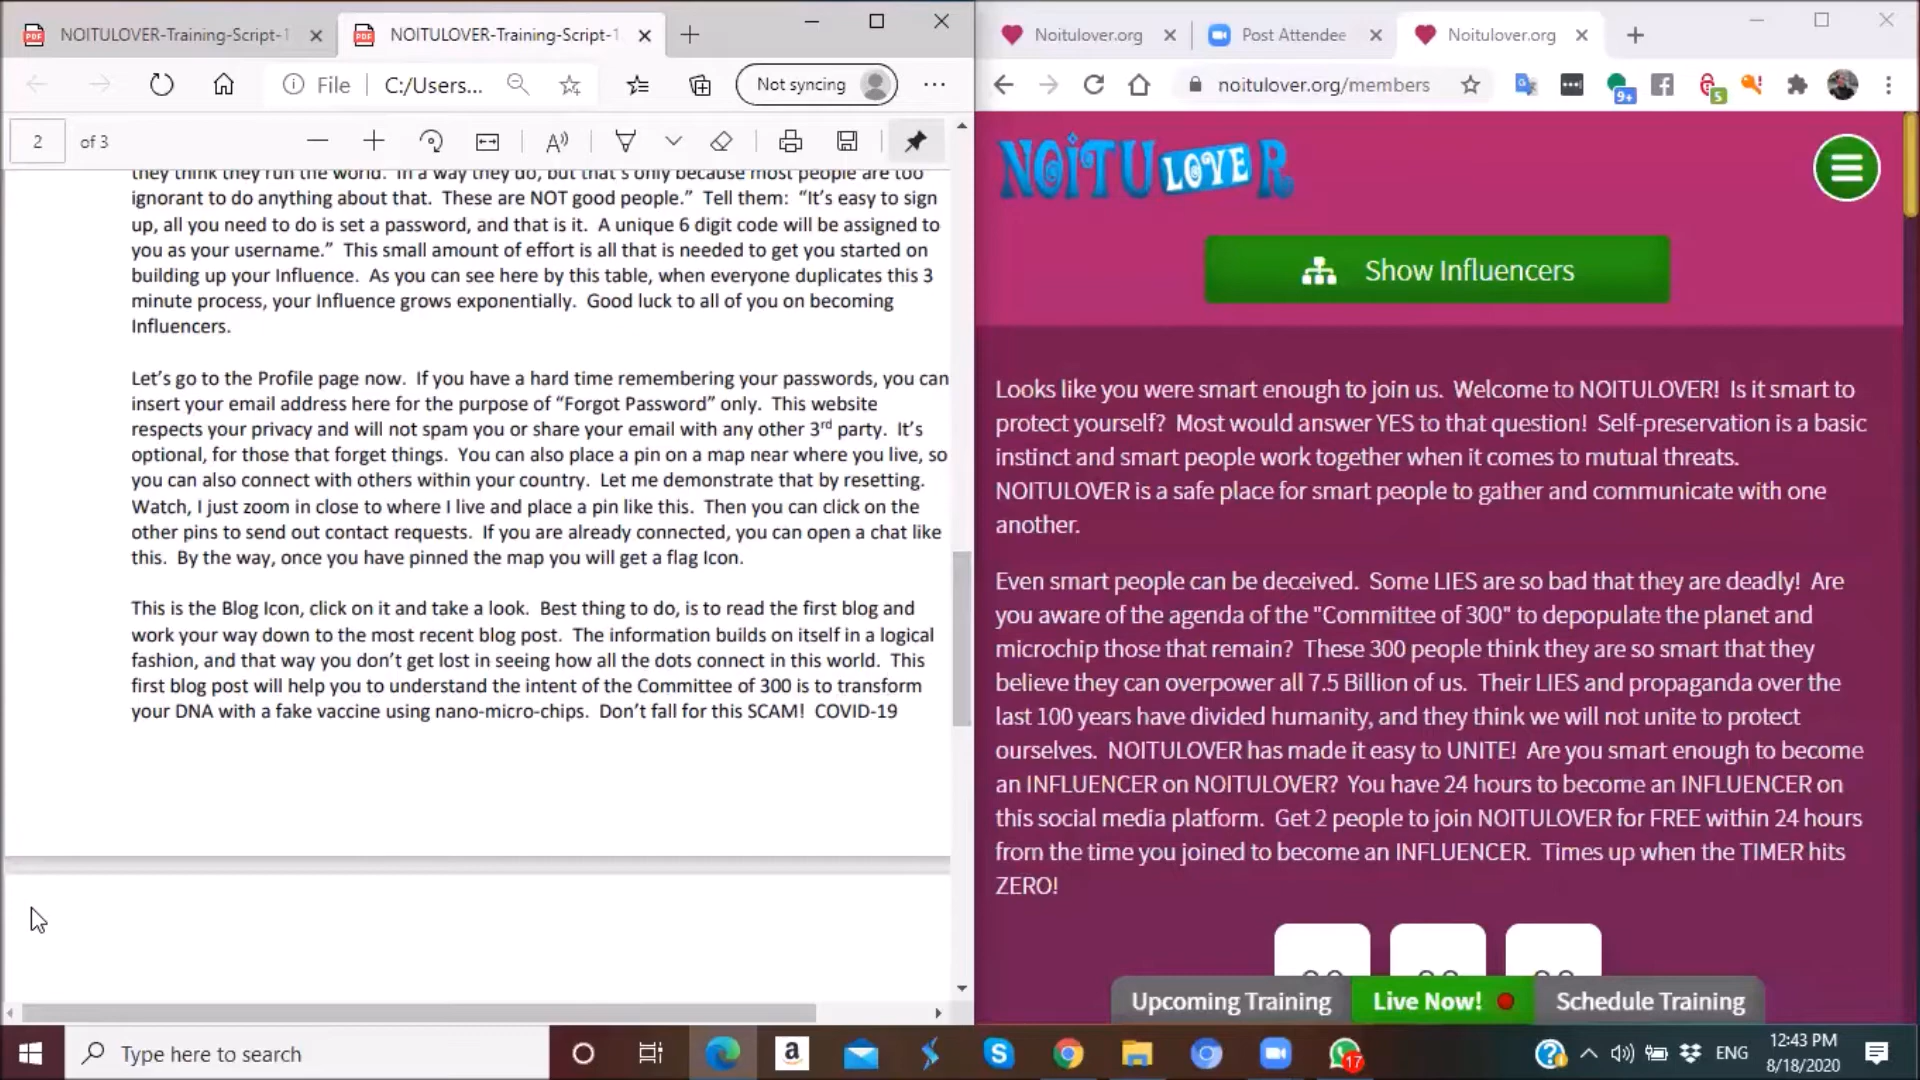 NOITULOVER-Training-Script-1
NOITULOVER-Training-Script-1
File
C:/Users...
Not syncing
2
of 3
they think they run the world. In a way they do, but that's only because most people are too
ignorant to do anything about that. These are NOT good people." Tell them: "It's easy to sign
up, all you need to do is set a password, and that is it. A unique 6 digit code will be assigned to
you as your username." This small amount of effort is all that is needed to get you started on
building up your Influence. As you can see here by this table, when everyone duplicates this 3
minute process, your Influence grows exponentially. Good luck to all of you on becoming
Influencers.
Let's go to the Profile page now. If you have a hard time remembering your passwords, you can
insert your email address here for the purpose of "Forgot Password" only. This website
respects your privacy and will not spam you or share your email with any other 3rd party. It's
optional, for those that forget things. You can also place a pin on a map near where you live, so
you can also connect with others within your country. Let me demonstrate that by resetting.
Watch, I just zoom in close to where I live and place a pin like this. Then you can click on the
other pins to send out contact requests. If you are already connected, you can open a chat like
this. By the way, once you have pinned the map you will get a flag Icon.
This is the Blog Icon, click on it and take a look. Best thing to do, is to read the first blog and
work your way down to the most recent blog post. The information builds on itself in a logical
fashion, and that way you don't get lost in seeing how all the dots connect in this world. This
first blog post will help you to understand the intent of the Committee of 300 is to transform
your DNA with a fake vaccine using nano-micro-chips. Don't fall for this SCAM! COVID-19
Noitulover.org
Post Attendee
Noitulover.org
noitulover.org/members
9+
5
NOiTULOVER
Show Influencers
Looks like you were smart enough to join us. Welcome to NOITULOVER! Is it smart to
protect yourself? Most would answer YES to that question! Self-preservation is a basic
instinct and smart people work together when it comes to mutual threats.
NOITULOVER is a safe place for smart people to gather and communicate with one
another.
Even smart people can be deceived. Some LIES are so bad that they are deadly! Are
you aware of the agenda of the "Committee of 300" to depopulate the planet and
microchip those that remain? These 300 people think they are so smart that they
believe they can overpower all 7.5 Billion of us. Their LIES and propaganda over the
last 100 years have divided humanity, and they think we will not unite to protect
ourselves. NOITULOVER has made it easy to UNITE! Are you smart enough to become
an INFLUENCER on NOITULOVER? You have 24 hours to become an INFLUENCER on
this social media platform. Get 2 people to join NOITULOVER for FREE within 24 hours
from the time you joined to become an INFLUENCER. Times up when the TIMER hits
ZERO!
Upcoming Training
Live Now!
Schedule Training
Type here to search
17
ENG
12:43 PM
8/18/2020